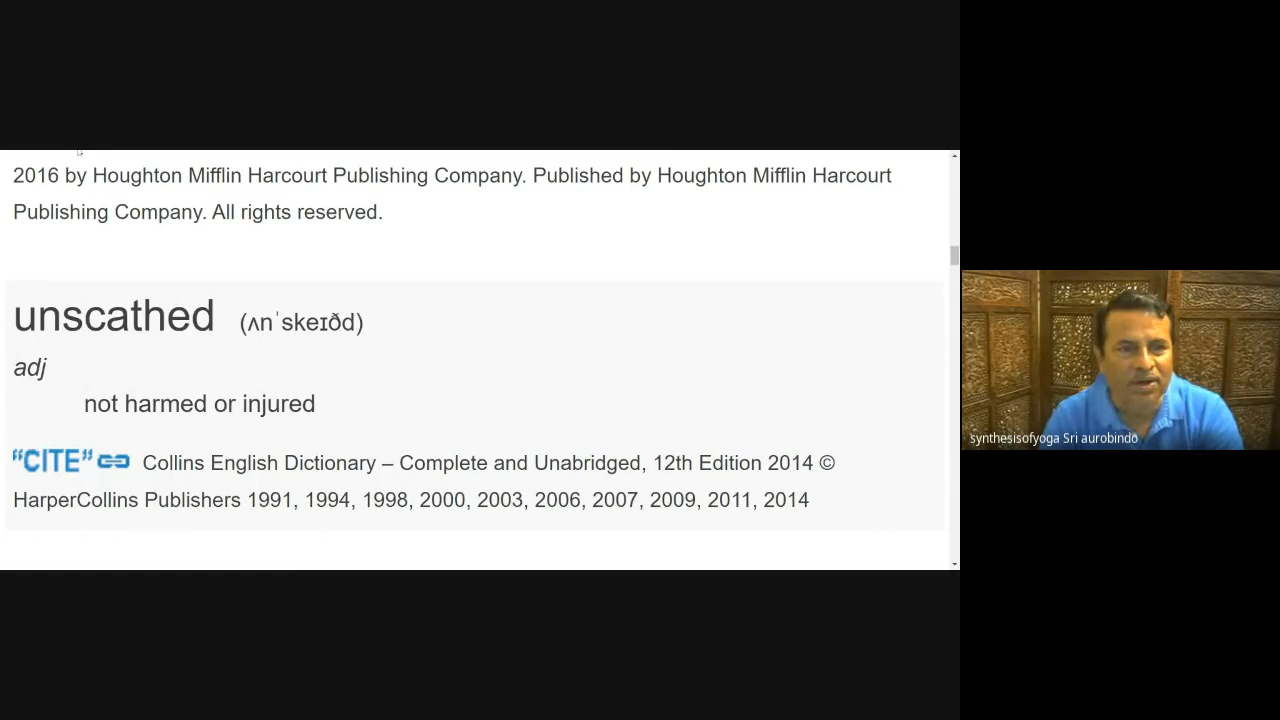 2016 by Houghton Mifflin Harcourt Publishing Company. Published by Houghton Mifflin Harcourt
Publishing Company. All rights reserved.
unscathed (ʌnˈskeɪðd)
adj
not harmed or injured
“CITE” Collins English Dictionary – Complete and Unabridged, 12th Edition 2014 ©
HarperCollins Publishers 1991, 1994, 1998, 2000, 2003, 2006, 2007, 2009, 2011, 2014
synthesisofyoga Sri aurobindo